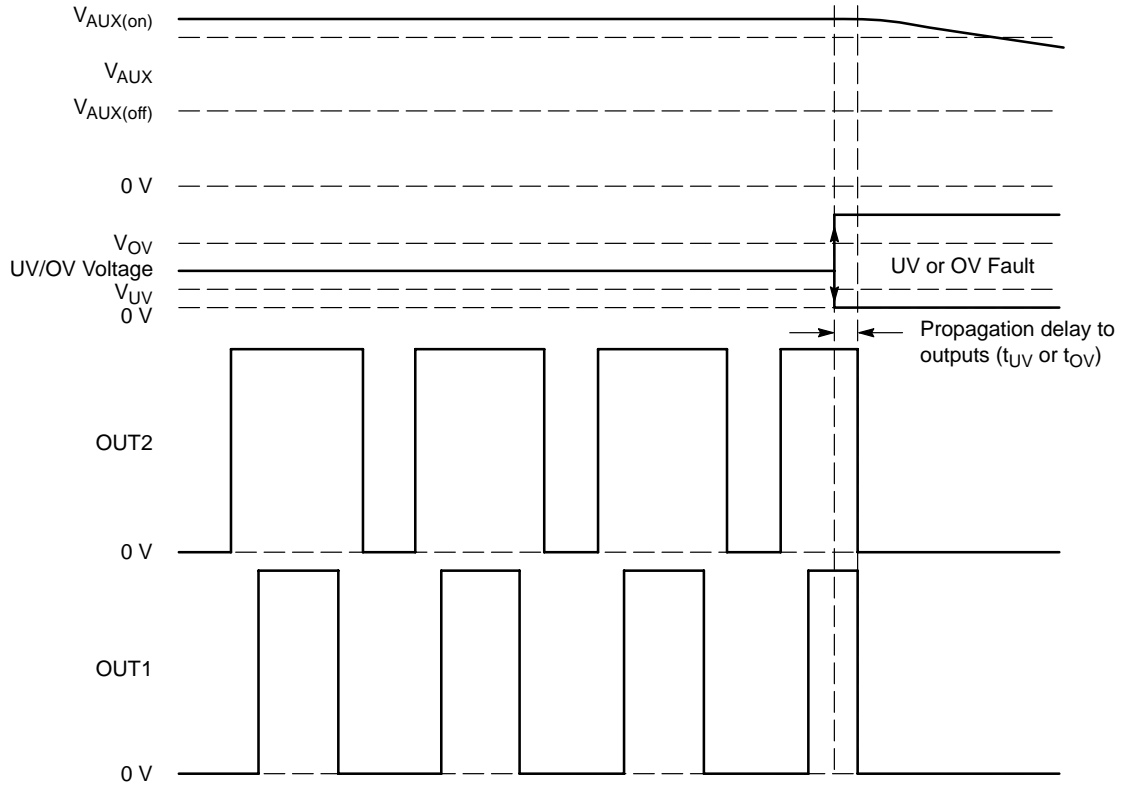 VAUX(on)
VAUX
VAUX(off)
0 V
VOV
UV/OV Voltage
VUV
0 V
UV or OV Fault
Propagation delay to
outputs (tUV or tOV)
OUT2
0 V
OUT1
0 V